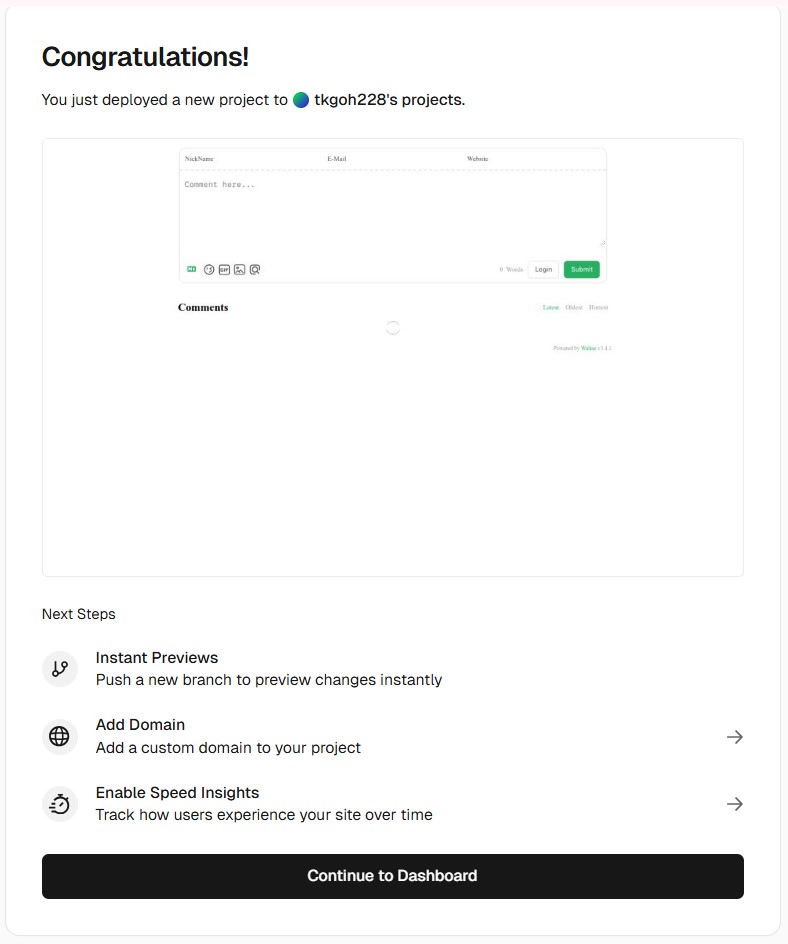 Congratulations!
You just deployed a new project to tkgoh228's projects.
NickName E-Mail Website
Comment here...
GIF 0 Words Login Submit
Comments Latest Oldest Hottest
Powered by Waline v3.4.1
Next Steps
Instant Previews
Push a new branch to preview changes instantly
Add Domain
Add a custom domain to your project
Enable Speed Insights
Track how users experience your site over time
Continue to Dashboard